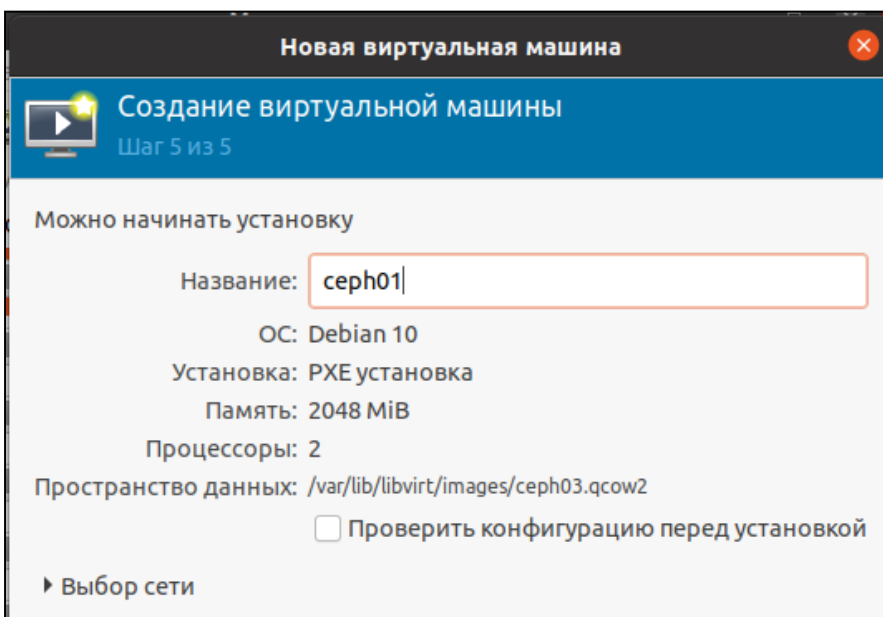 Новая виртуальная машина
Создание виртуальной машины
Шаг 5 из 5
Можно начинать установку
Название: ceph01
ОС: Debian 10
Установка: PXE установка
Память: 2048 MiB
Процессоры: 2
Пространство данных: /var/lib/libvirt/images/ceph03.qcow2
Проверить конфигурацию перед установкой
Выбор сети